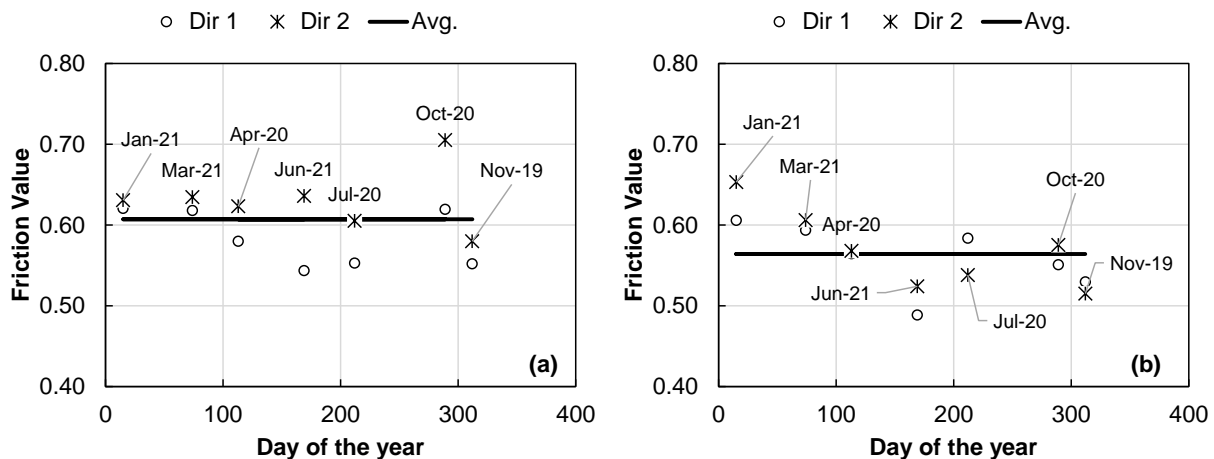 Dir 1 Dir 2 Avg.
0.80
0.70
0.60
0.50
0.40
Friction Value
Jan-21
Mar-21
Apr-20
Jun-21
Jul-20
Oct-20
Nov-19
(a)
0 100 200 300 400
Day of the year
Dir 1 Dir 2 Avg.
0.80
0.70
0.60
0.50
0.40
Friction Value
Jan-21
Mar-21
Apr-20
Jun-21
Jul-20
Oct-20
Nov-19
(b)
0 100 200 300 400
Day of the year